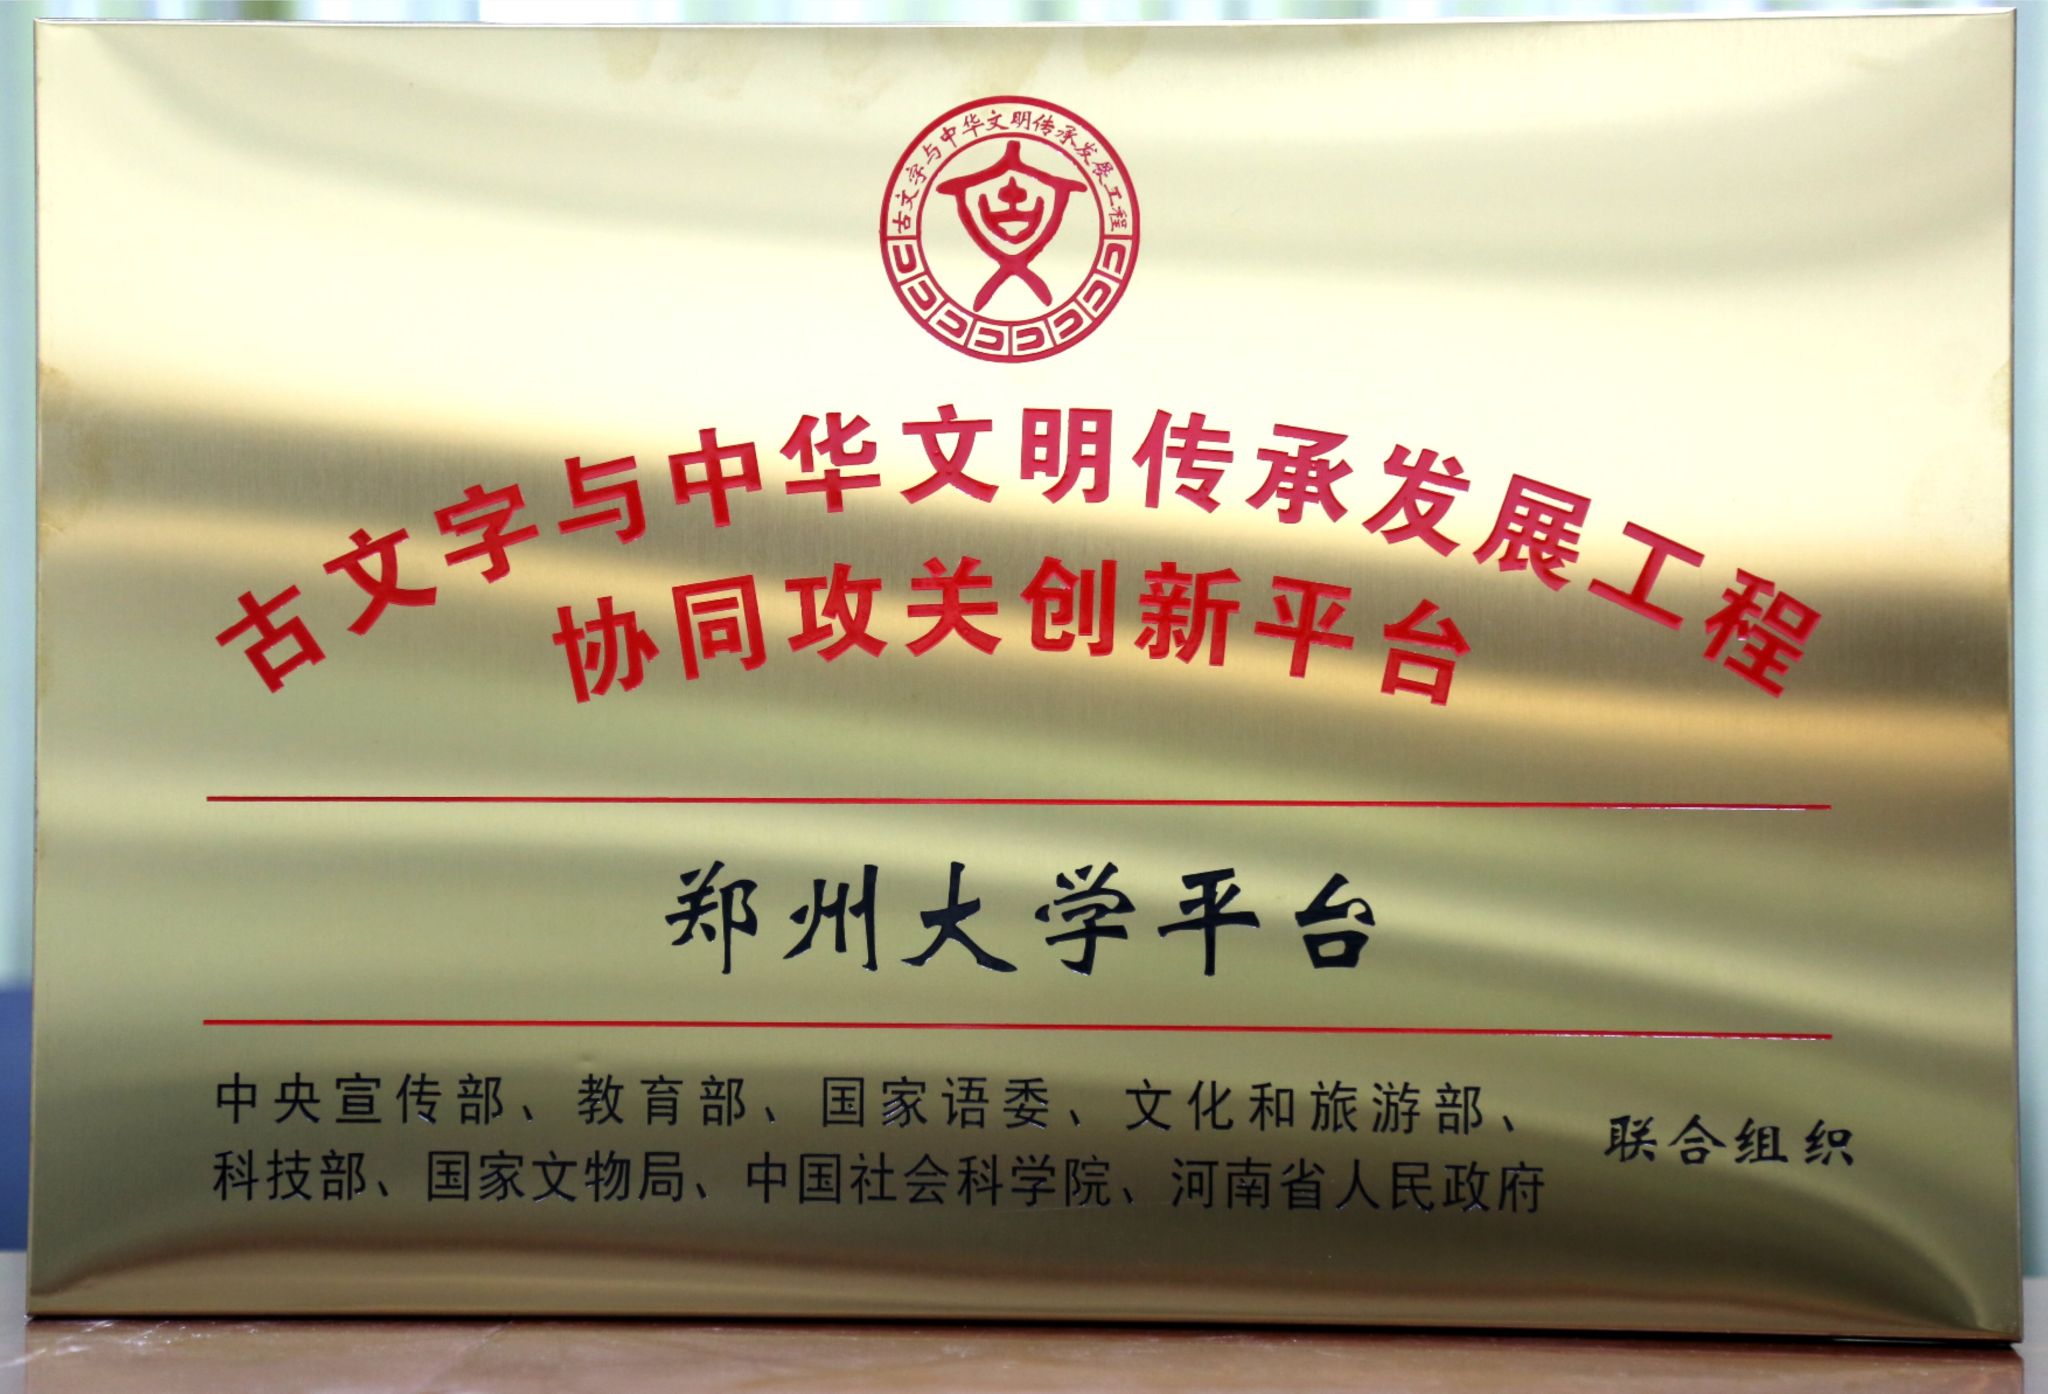 古文字与中华文明传承发展工程
古文字与中华文明传承发展工程
协同攻关创新平台
郑州大学平台
中央宣传部、教育部、国家语委、文化和旅游部、
科技部、国家文物局、中国社会科学院、河南省人民政府
联合组织